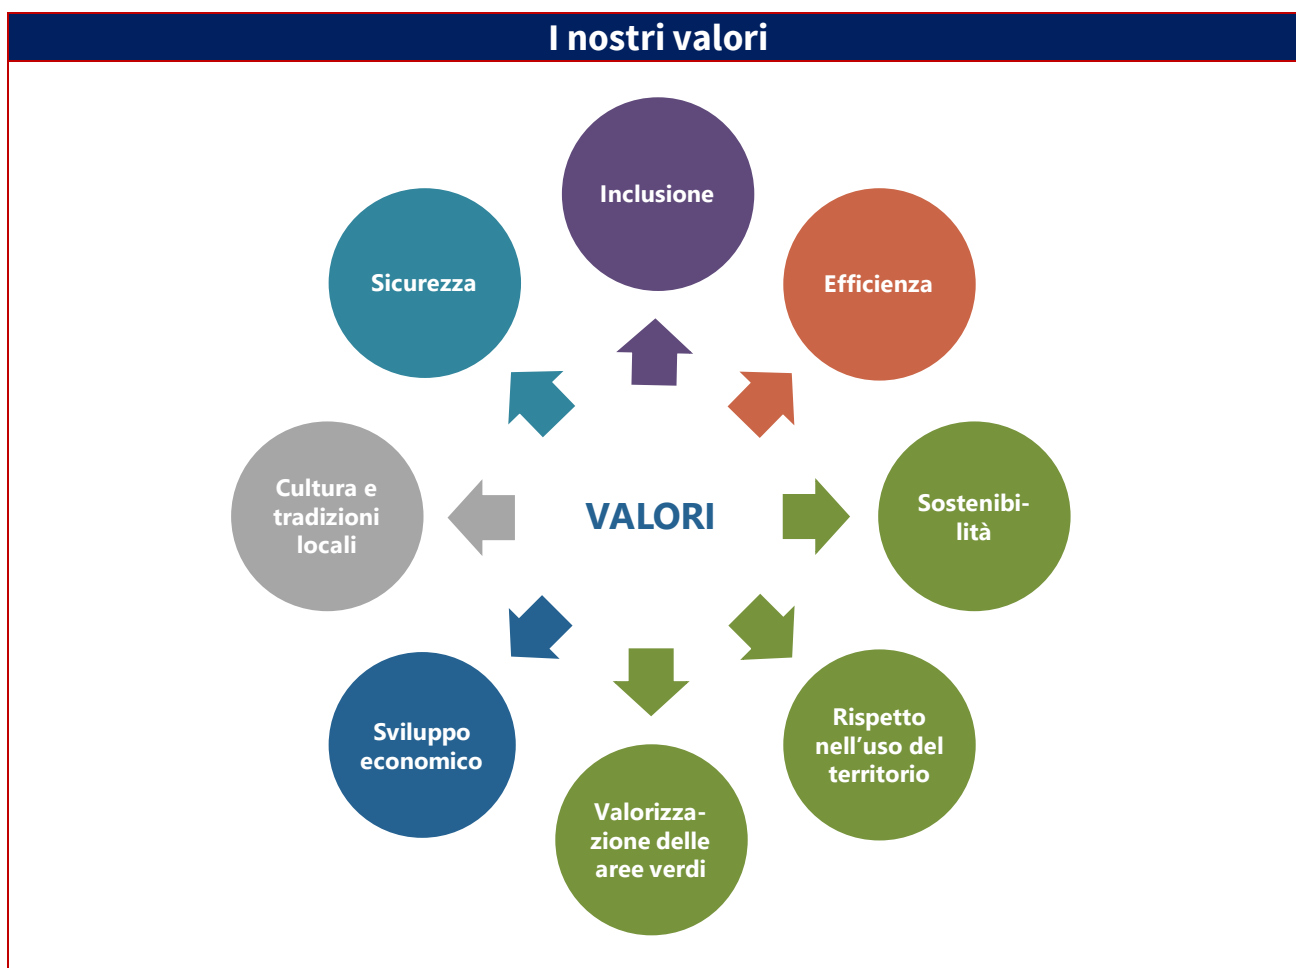 I nostri valori
Inclusione
Efficienza
Sicurezza
Sostenibi-
lità
Cultura e
tradizioni
locali
VALORI
Rispetto
nell'uso del
territorio
Sviluppo
economico
Valorizza-
zione delle
aree verdi